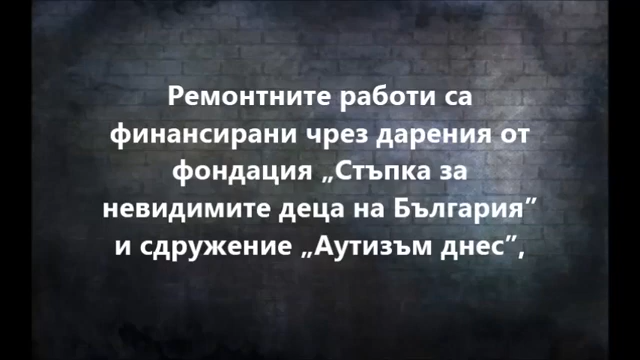 Ремонтните работи са
финансирани чрез дарения от
фондация „Стъпка за
невидимите деца на България”
и сдружение „Аутизъм днес”,